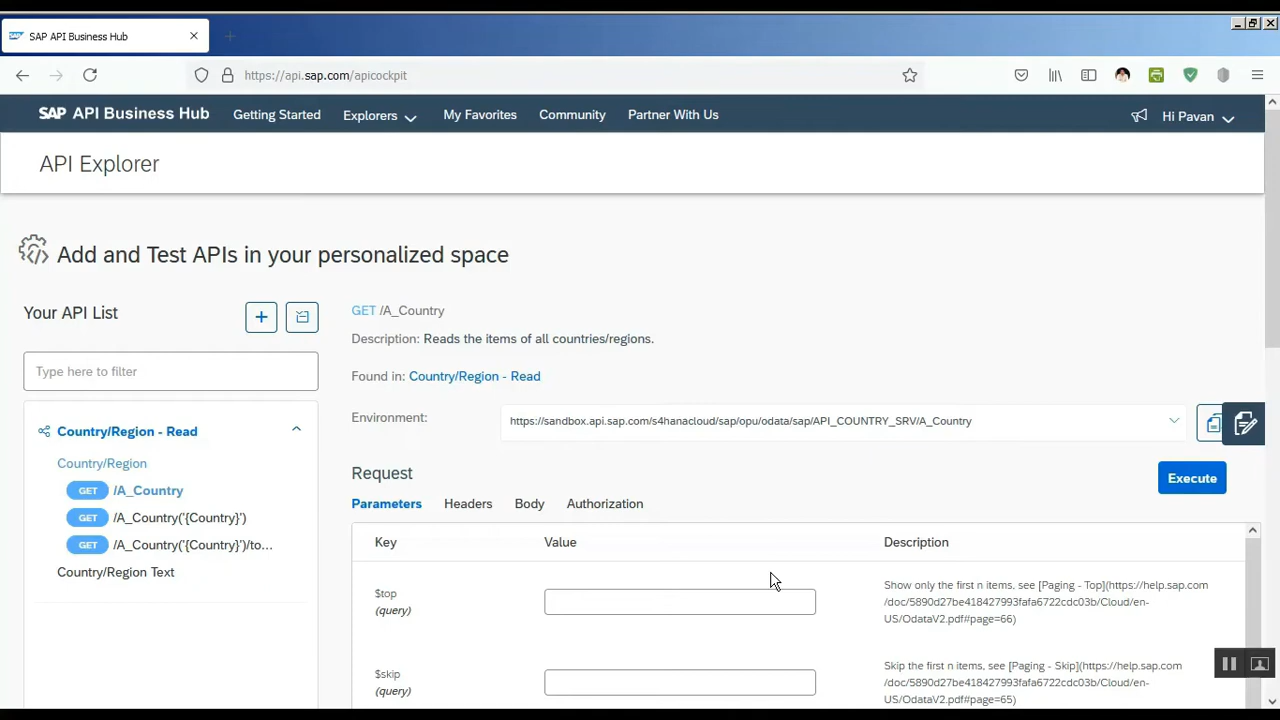 SAP API Business Hub
https://api.sap.com/apicockpit
SAP API Business Hub Getting Started Explorers My Favorites Community Partner With Us Hi Pavan
API Explorer
Add and Test APIs in your personalized space
Your API List
Type here to filter
Country/Region - Read
Country/Region
GET /A_Country
GET /A_Country('{Country}')
GET /A_Country('{Country}')/to...
Country/Region Text
GET /A_Country
Description: Reads the items of all countries/regions.
Found in: Country/Region - Read
Environment: https://sandbox.api.sap.com/s4hanacloud/sap/opu/odata/sap/API_COUNTRY_SRV/A_Country
Request
Execute
Parameters Headers Body Authorization
Key Value Description
$top
(query)
Show only the first n items, see [Paging - Top](https://help.sap.com
/doc/5890d27be418427993fafa6722cdc03b/Cloud/en-
US/OdataV2.pdf#page=66)
$skip
(query)
Skip the first n items, see [Paging - Skip](https://help.sap.com
/doc/5890d27be418427993fafa6722cdc03b/Cloud/en-
US/OdataV2.pdf#page=65)